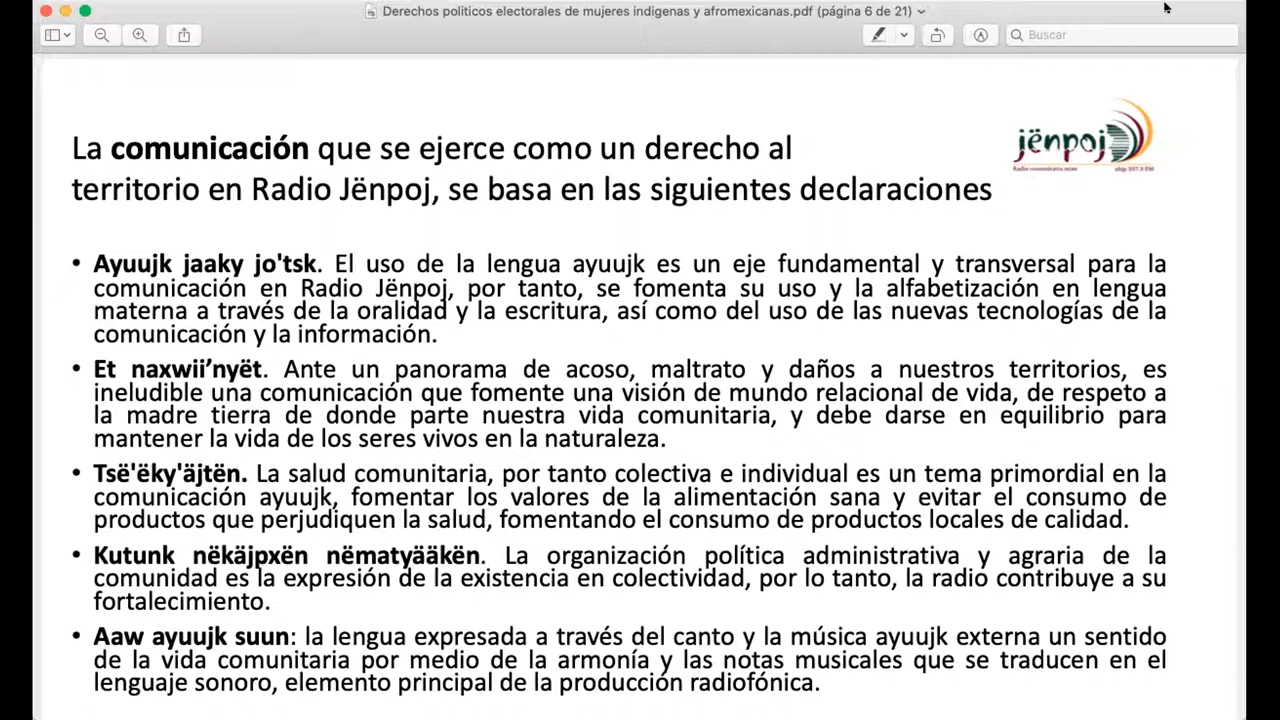 Derechos politicos electorales de mujeres indigenas y afromexicanas.pdf (página 6 de 21)
Buscar
jënpoj
La comunicación que se ejerce como un derecho al
territorio en Radio Jënpoj, se basa en las siguientes declaraciones
• Ayuujk jaaky jo'tsk. El uso de la lengua ayuujk es un eje fundamental y transversal para la
comunicación en Radio Jënpoj, por tanto, se fomenta su uso y la alfabetización en lengua
materna a través de la oralidad y la escritura, así como del uso de las nuevas tecnologías de la
comunicación y la información.
• Et naxwii’nyët. Ante un panorama de acoso, maltrato y daños a nuestros territorios, es
ineludible una comunicación que fomente una visión de mundo relacional de vida, de respeto a
la madre tierra de donde parte nuestra vida comunitaria, y debe darse en equilibrio para
mantener la vida de los seres vivos en la naturaleza.
• Tsë'ëky'äjtën. La salud comunitaria, por tanto colectiva e individual es un tema primordial en la
comunicación ayuujk, fomentar los valores de la alimentación sana y evitar el consumo de
productos que perjudiquen la salud, fomentando el consumo de productos locales de calidad.
• Kutunk nëkäjpxën nëmatyääkën. La organización política administrativa y agraria de la
comunidad es la expresión de la existencia en colectividad, por lo tanto, la radio contribuye a su
fortalecimiento.
• Aaw ayuujk suun: la lengua expresada a través del canto y la música ayuujk externa un sentido
de la vida comunitaria por medio de la armonía y las notas musicales que se traducen en el
lenguaje sonoro, elemento principal de la producción radiofónica.